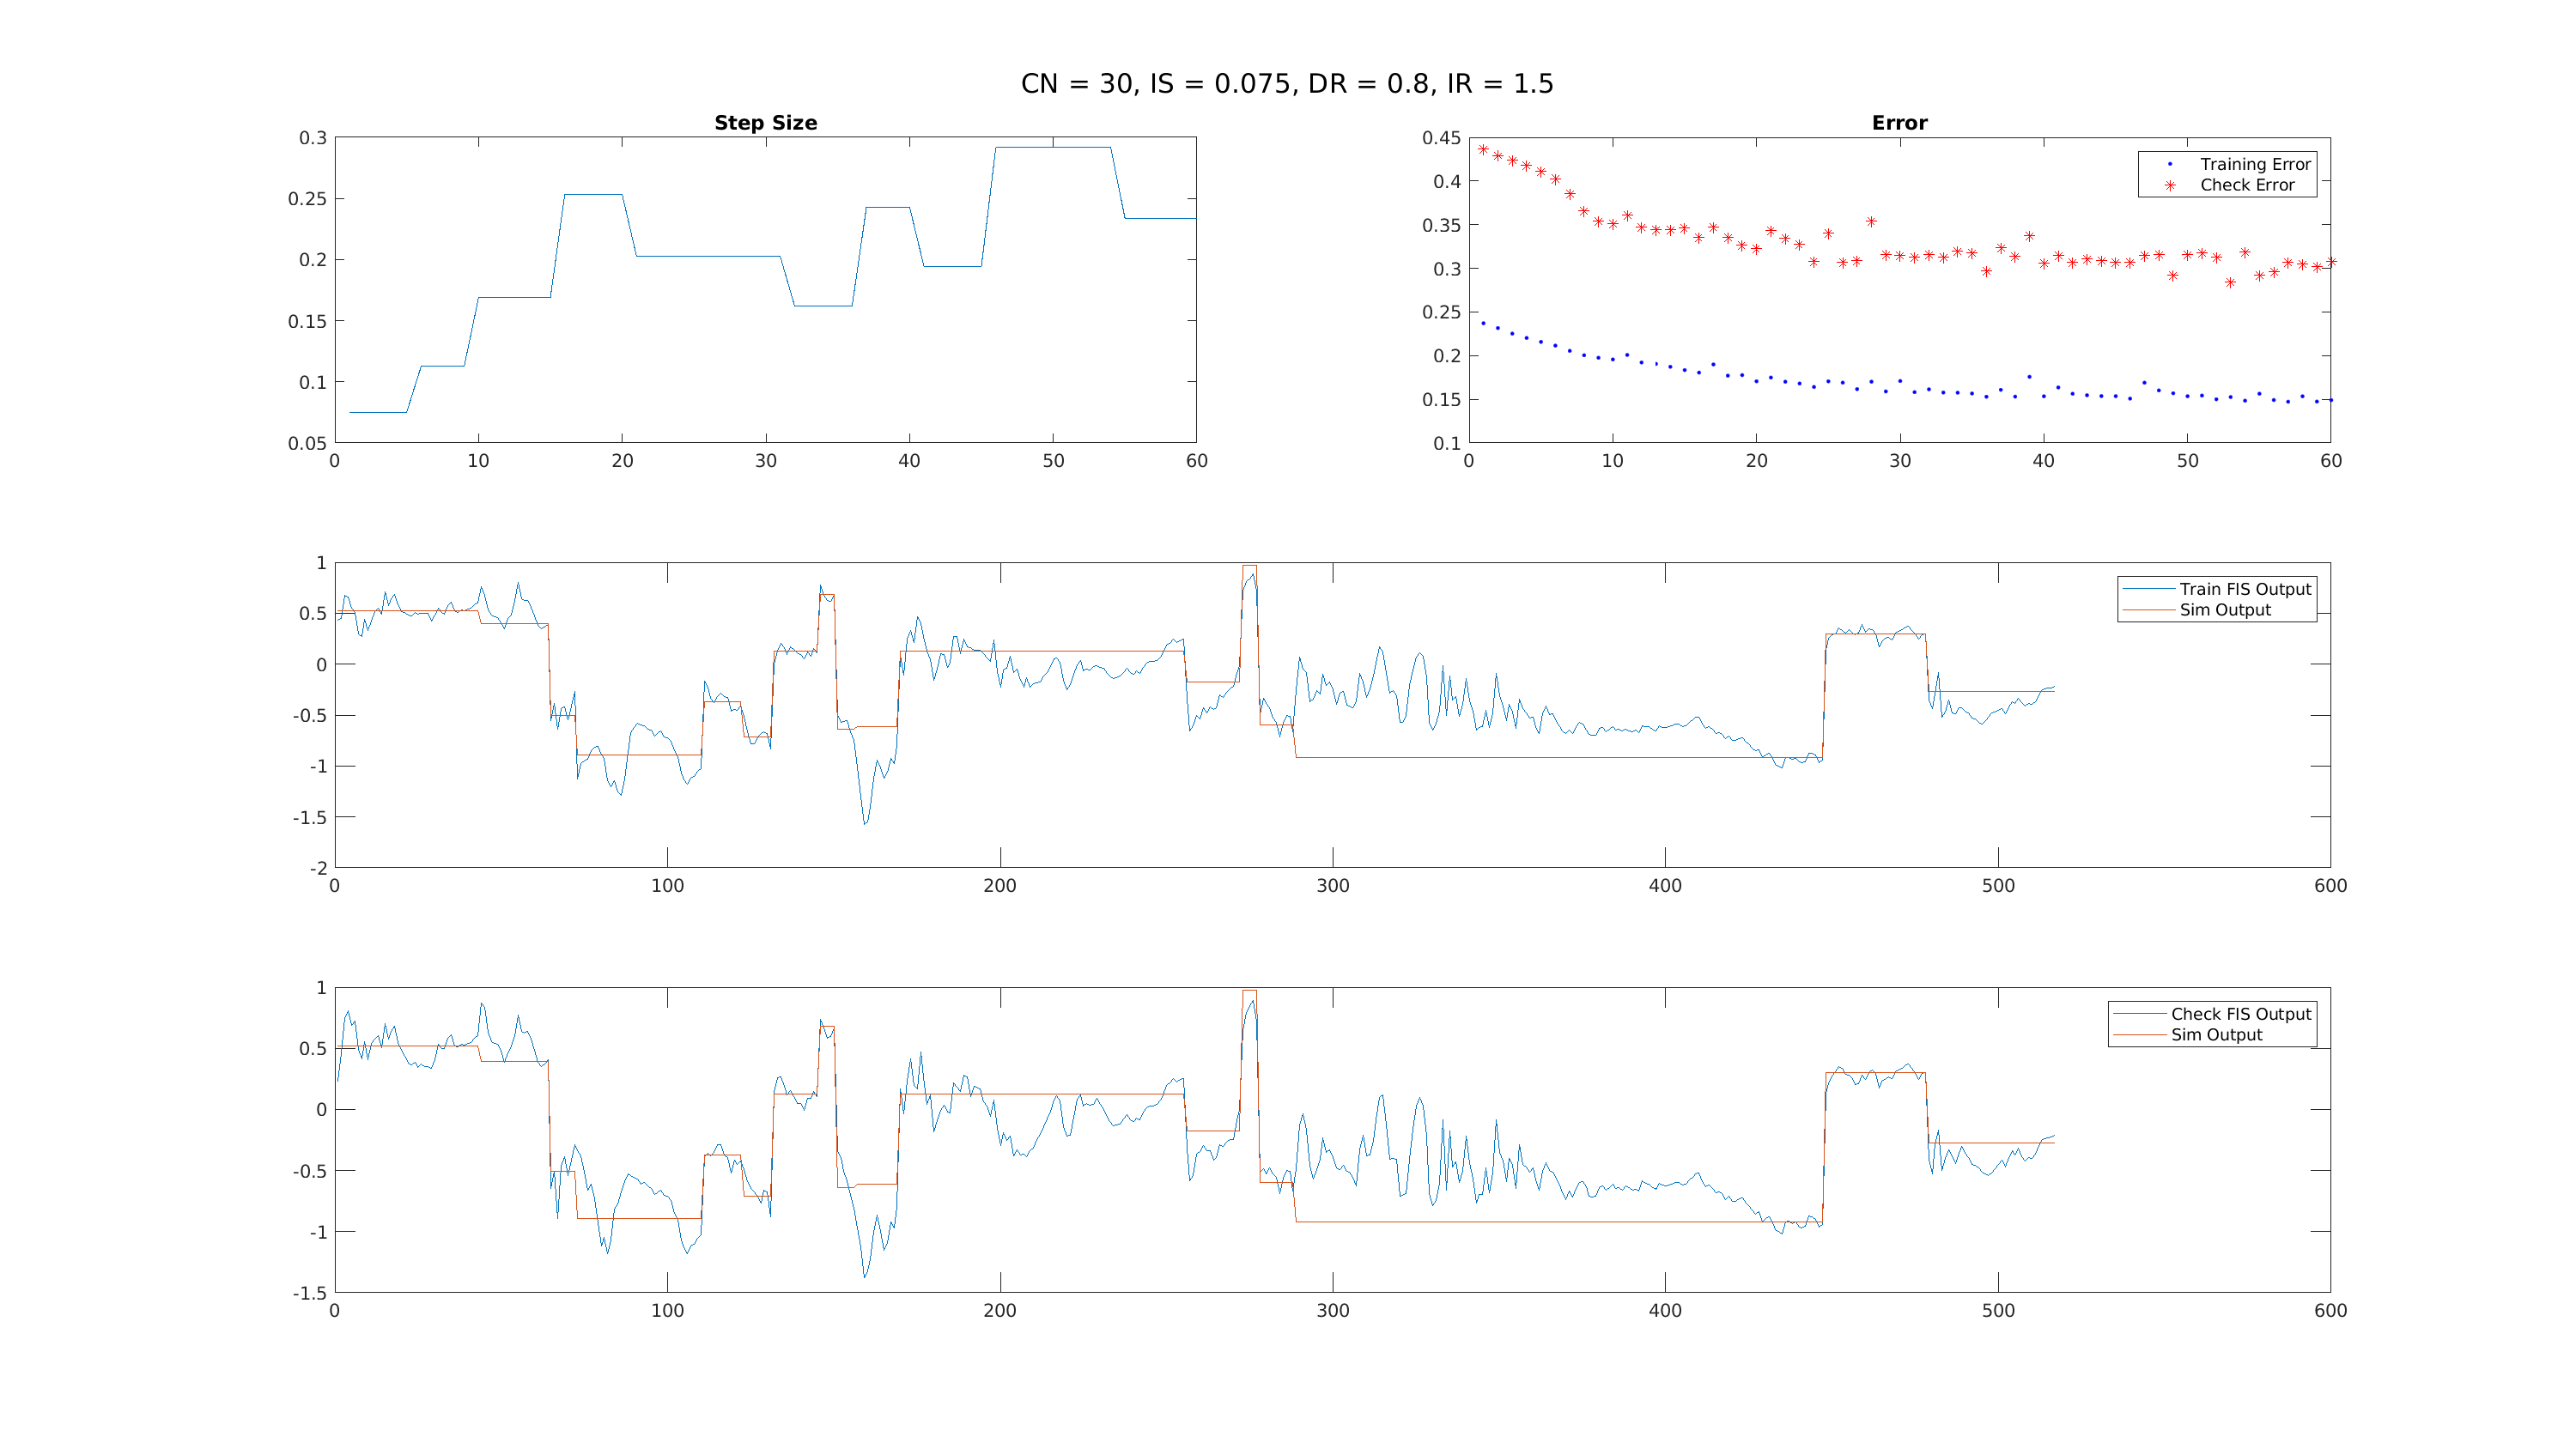 CN = 30, IS = 0.075, DR = 0.8, IR = 1.5
Step Size
0.3
0.25
0.2
0.15
0.1
0.05
0 10 20 30 40 50 60
Error
0.45
0.4
0.35
0.3
0.25
0.2
0.15
0.1
0 10 20 30 40 50 60
Training Error
Check Error
1
0.5
0
-0.5
-1
-1.5
-2
0 100 200 300 400 500 600
Train FIS Output
Sim Output
1
0.5
0
-0.5
-1
-1.5
0 100 200 300 400 500 600
Check FIS Output
Sim Output